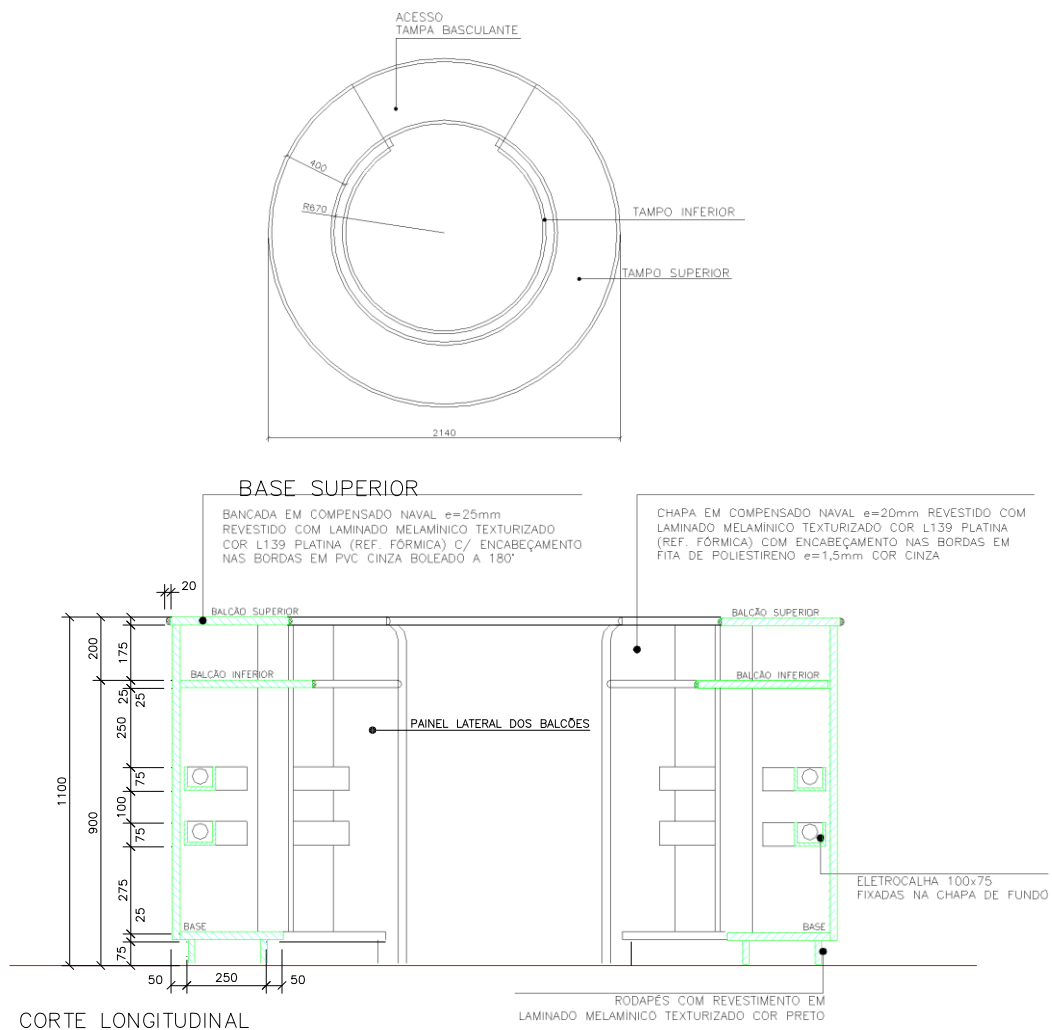 ACESSO
TAMPA BASCULANTE
400
R670
TAMPO INFERIOR
TAMPO SUPERIOR
2140
BASE SUPERIOR
BANCADA EM COMPENSADO NAVAL e=25mm
REVESTIDO COM LAMINADO MELAMÍNICO TEXTURIZADO
COR L139 PLATINA (REF. FÓRMICA) C/ ENCABEÇAMENTO
NAS BORDAS EM PVC CINZA BOLEADO A 180°
CHAPA EM COMPENSADO NAVAL e=20mm REVESTIDO COM
LAMINADO MELAMÍNICO TEXTURIZADO COR L139 PLATINA
(REF. FÓRMICA) COM ENCABEÇAMENTO NAS BORDAS EM
FITA DE POLIESTIRENO e=1,5mm COR CINZA
20
BALCÃO SUPERIOR
BALCÃO SUPERIOR
200
175
BALCÃO INFERIOR
BALCÃO INFERIOR
25
25
250
PAINEL LATERAL DOS BALCÕES
75
1100
900
100
75
275
ELETROCALHA 100x75
FIXADAS NA CHAPA DE FUNDO
25
BASE
BASE
75
50
250
50
RODAPÉS COM REVESTIMENTO EM
LAMINADO MELAMÍNICO TEXTURIZADO COR PRETO
CORTE LONGITUDINAL